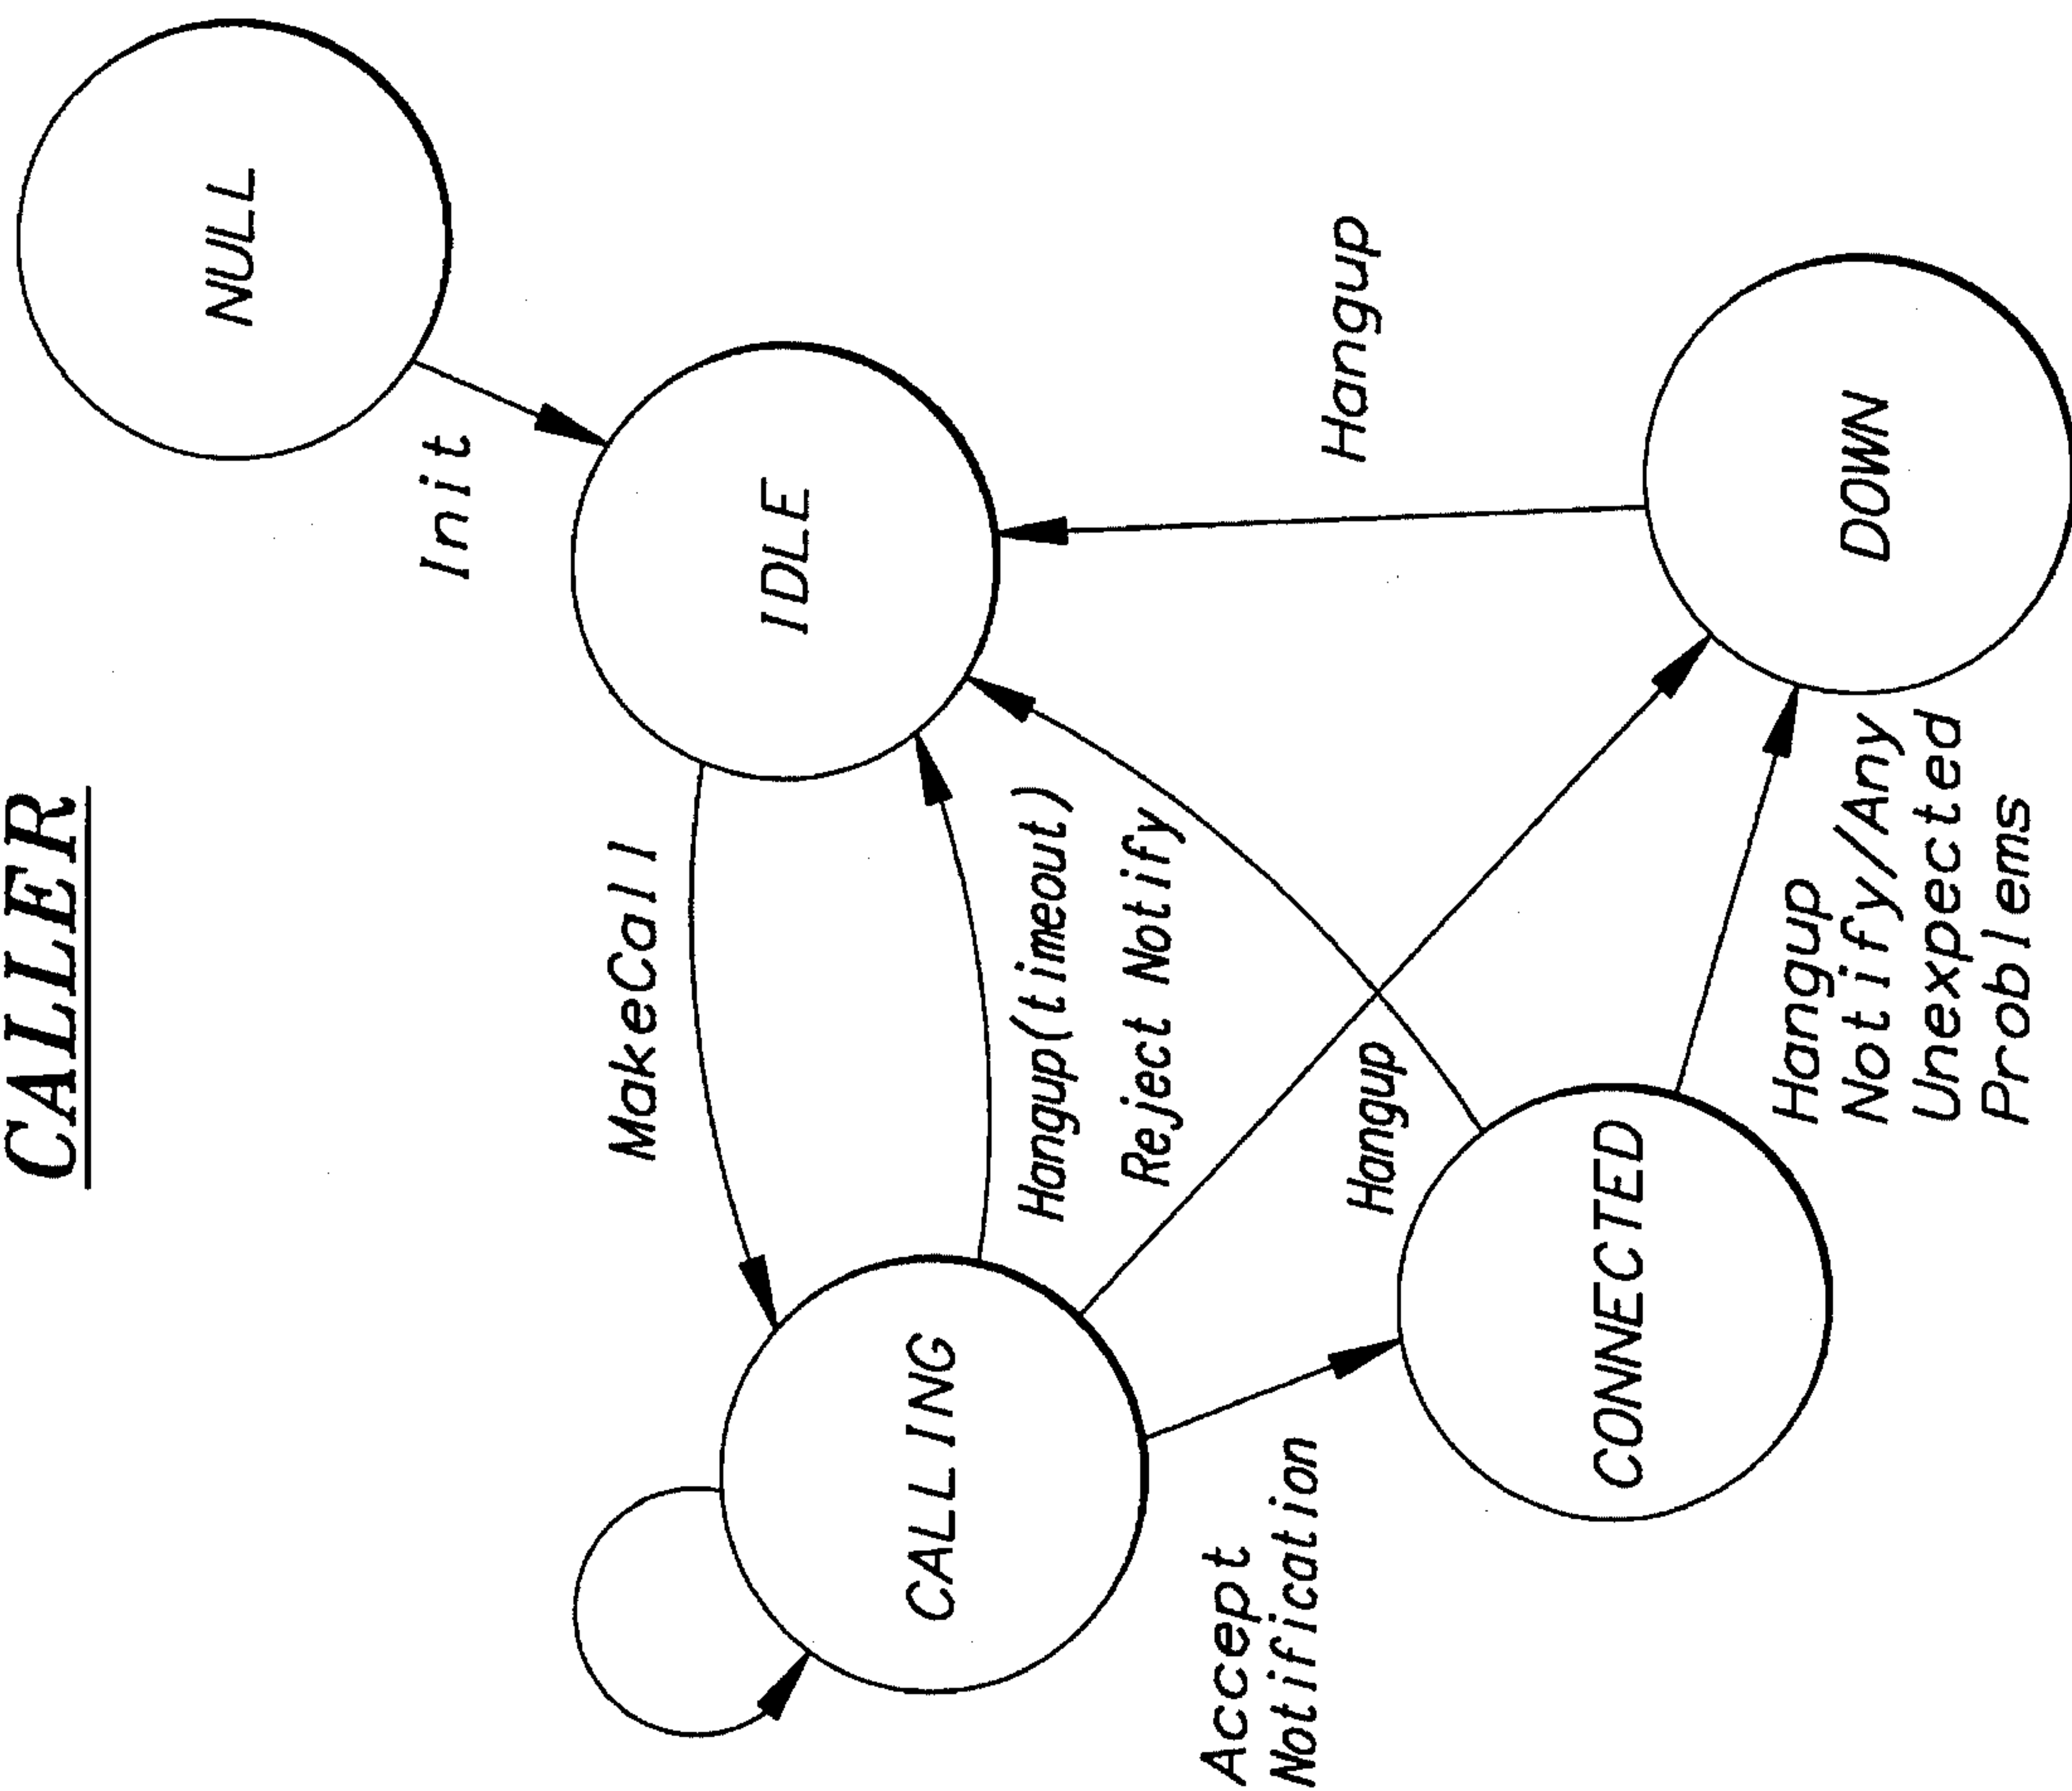 CALLER
NULL
Init
IDLE
MakeCall
Hangup(timeout)
Reject Notify
Hangup
CALLING
Hangup
DOWN
Accept
Notification
CONNECTED
Hangup
Notify/Any
Unexpected
Problems